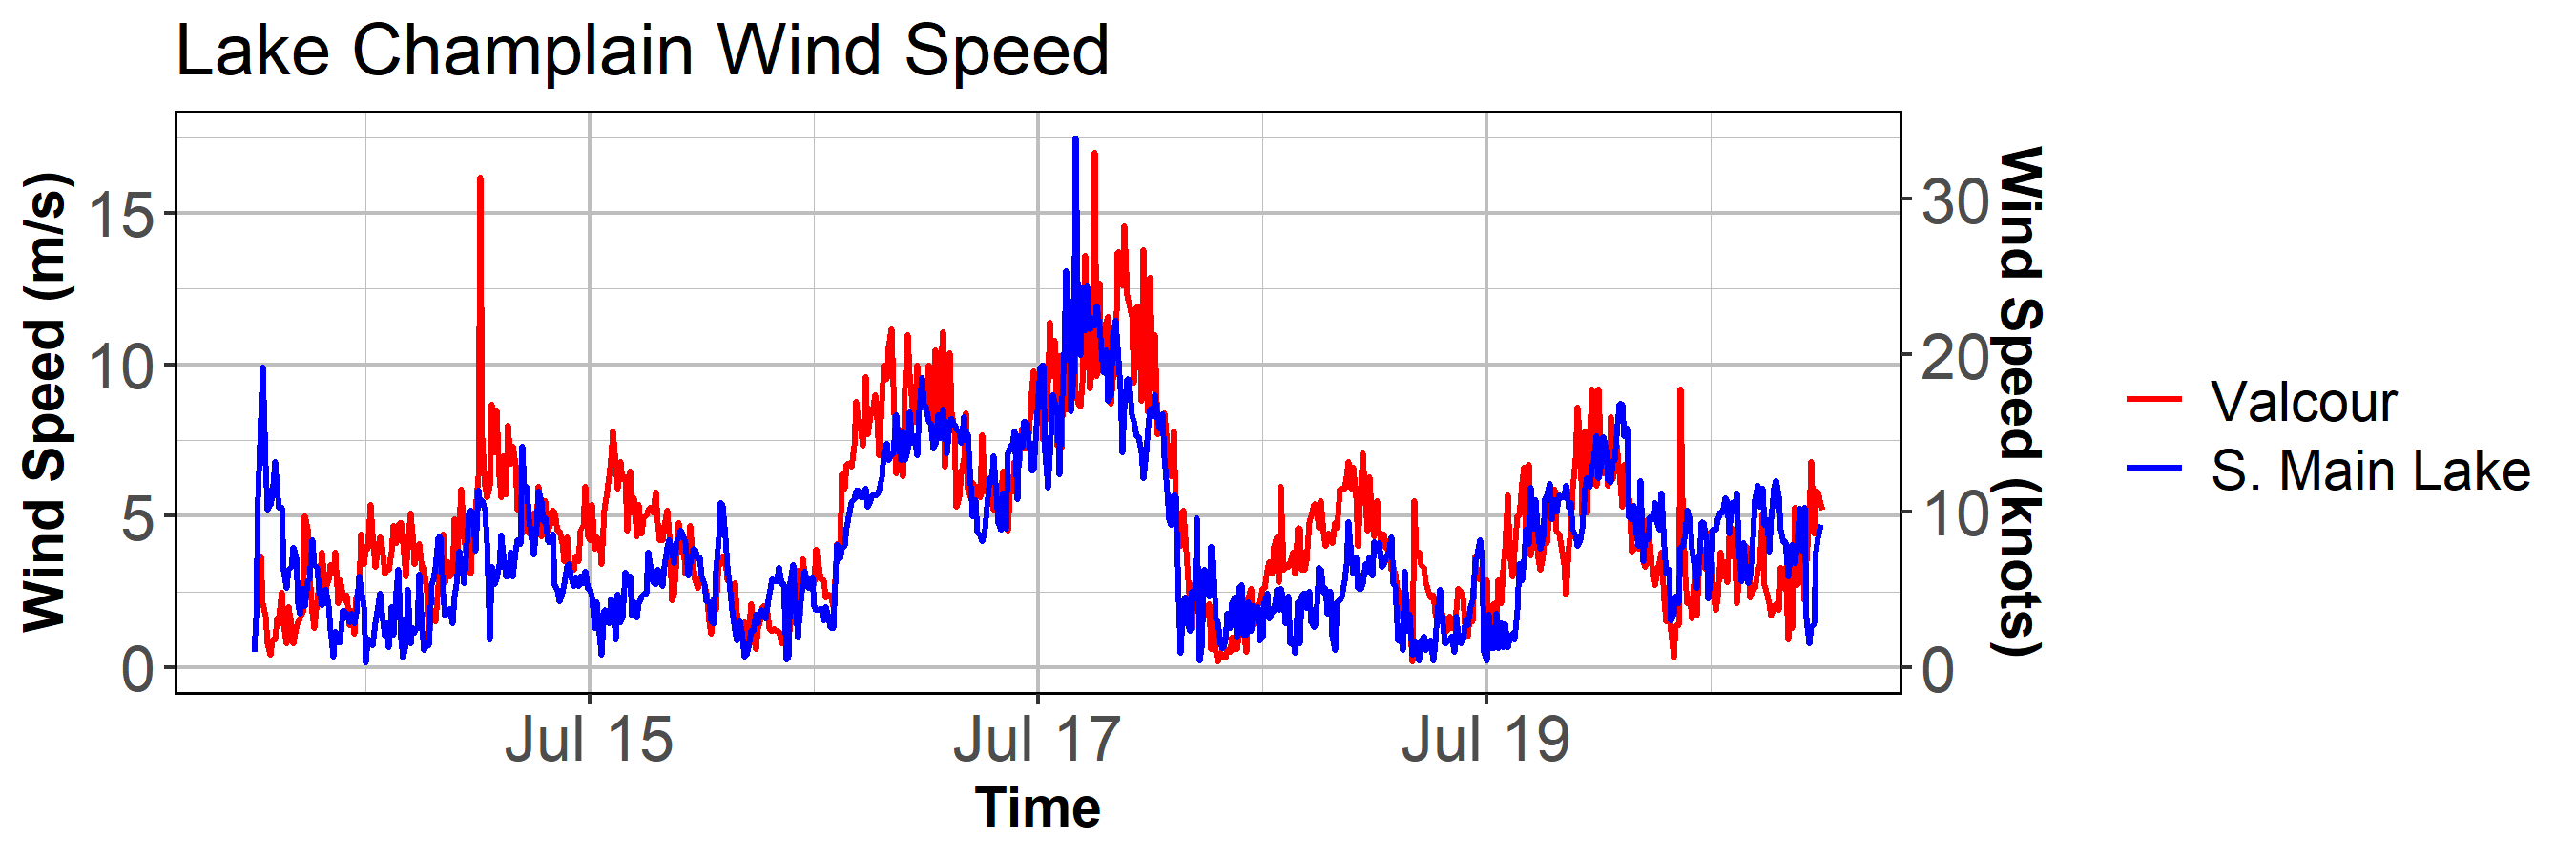 Lake Champlain Wind Speed
Wind Speed (m/s)
15
10
5
0
30
20
10
0
Wind Speed (knots)
Jul 15
Jul 17
Jul 19
Time
Valcour
S. Main Lake